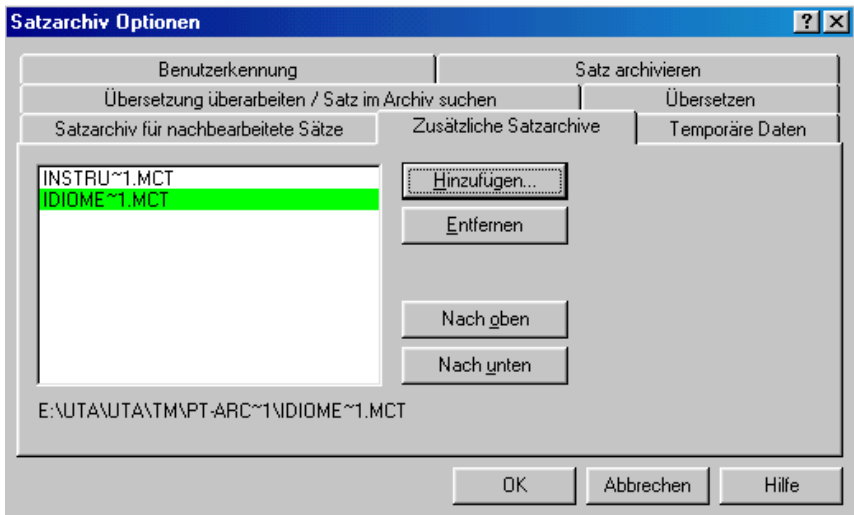 Satzarchiv Optionen
Benutzerkennung
Satz archivieren
Übersetzung überarbeiten / Satz im Archiv suchen
Übersetzen
Satzarchiv für nachbearbeitete Sätze
Zusätzliche Satzarchive
Temporäre Daten
INSTRU~1.MCT
IDIOME~1.MCT
Hinzufügen...
Entfernen
Nach oben
Nach unten
E:\UTA\UTA\TM\PT-ARC~1\IDIOME~1.MCT
OK
Abbrechen
Hilfe